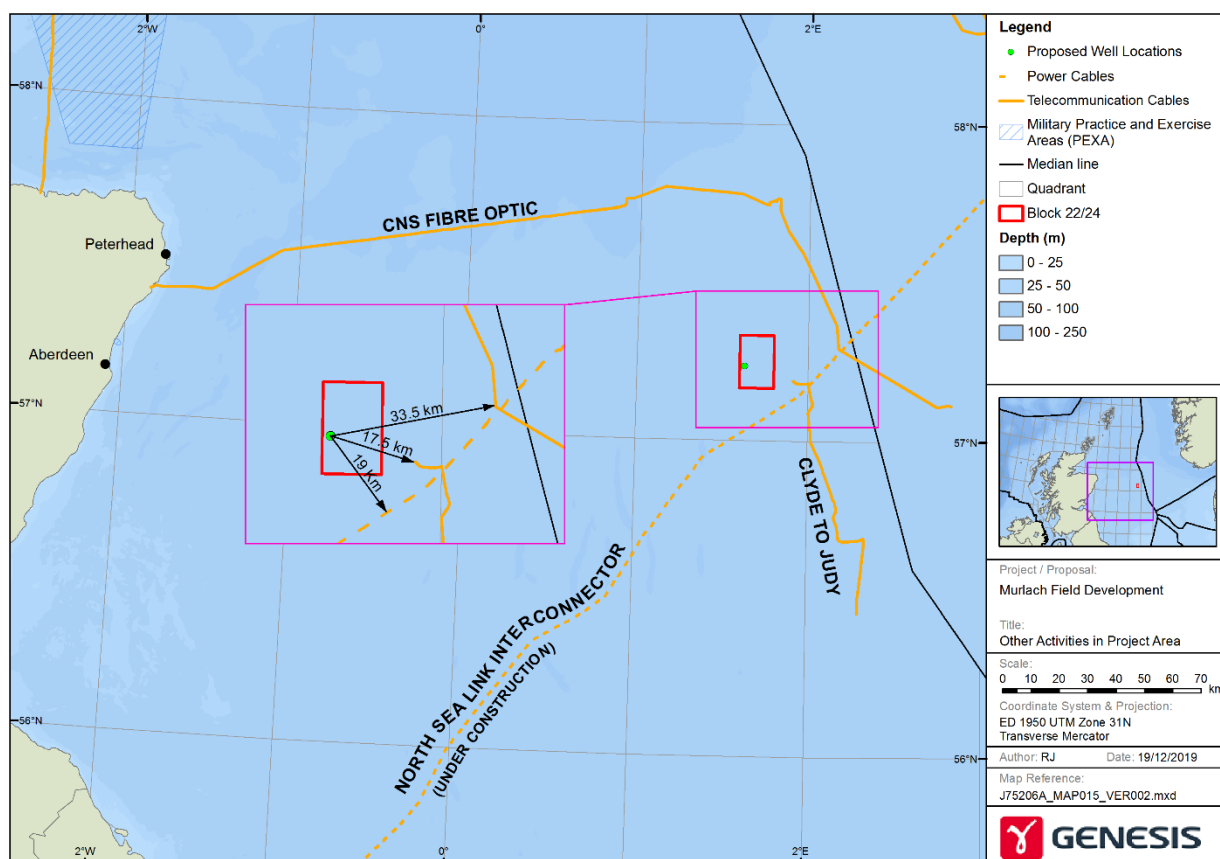 2°W
0°
2°E
58°N
58°N
CNS FIBRE OPTIC
Peterhead
Aberdeen
57°N
57°N
33.5 km
17.5 km
19 Km
CLYDE TO JUDY
NORTH SEA LINK INTERCONNECTOR
(UNDER CONSTRUCTION)
56°N
56°N
2°W
0°
2°E
Legend
Proposed Well Locations
Power Cables
Telecommunication Cables
Military Practice and Exercise
Areas (PEXA)
Median line
Quadrant
Block 22/24
Depth (m)
0 - 25
25 - 50
50 - 100
100 - 250
Project / Proposal:
Murlach Field Development
Title:
Other Activities in Project Area
Scale:
0 10 20 30 40 50 60 70
km
Coordinate System & Projection:
ED 1950 UTM Zone 31N
Transverse Mercator
Author: RJ Date: 19/12/2019
Map Reference:
J75206A_MAP015_VER002.mxd
GENESIS